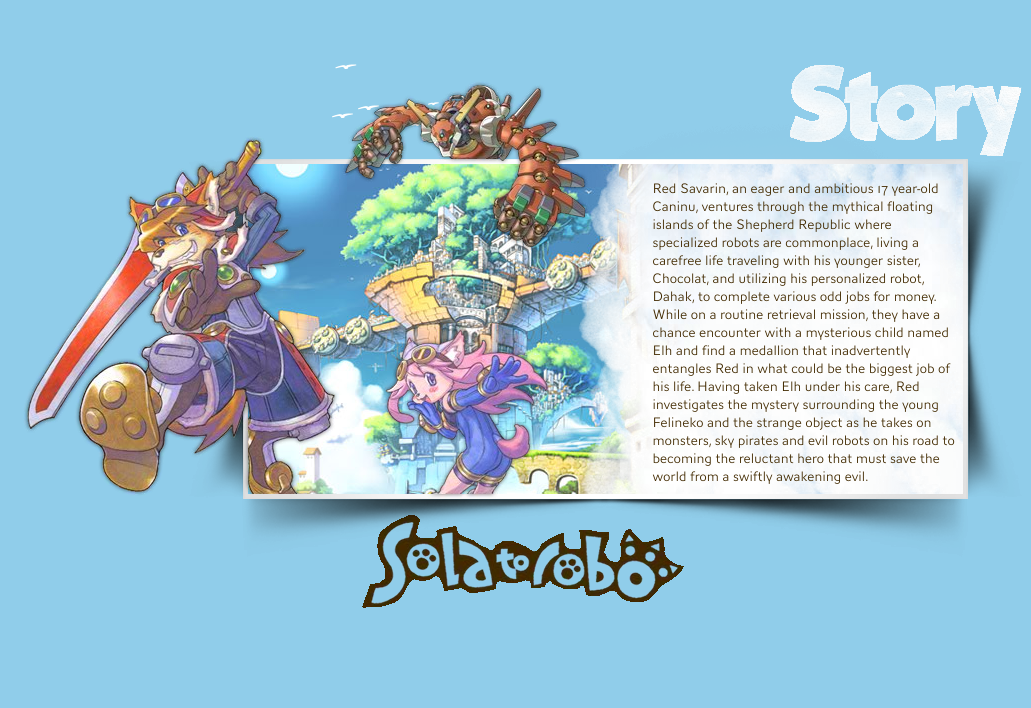 Story
Red Savarin, an eager and ambitious 17 year-old
Caninu, ventures through the mythical floating
islands of the Shepherd Republic where
specialized robots are commonplace, living a
carefree life traveling with his younger sister,
Chocolat, and utilizing his personalized robot,
Dahak, to complete various odd jobs for money.
While on a routine retrieval mission, they have a
chance encounter with a mysterious child named
Elh and find a medallion that inadvertently
entangles Red in what could be the biggest job of
his life. Having taken Elh under his care, Red
investigates the mystery surrounding the young
Felineko and the strange object as he takes on
monsters, sky pirates and evil robots on his road to
becoming the reluctant hero that must save the
world from a swiftly awakening evil.
Solatorobo